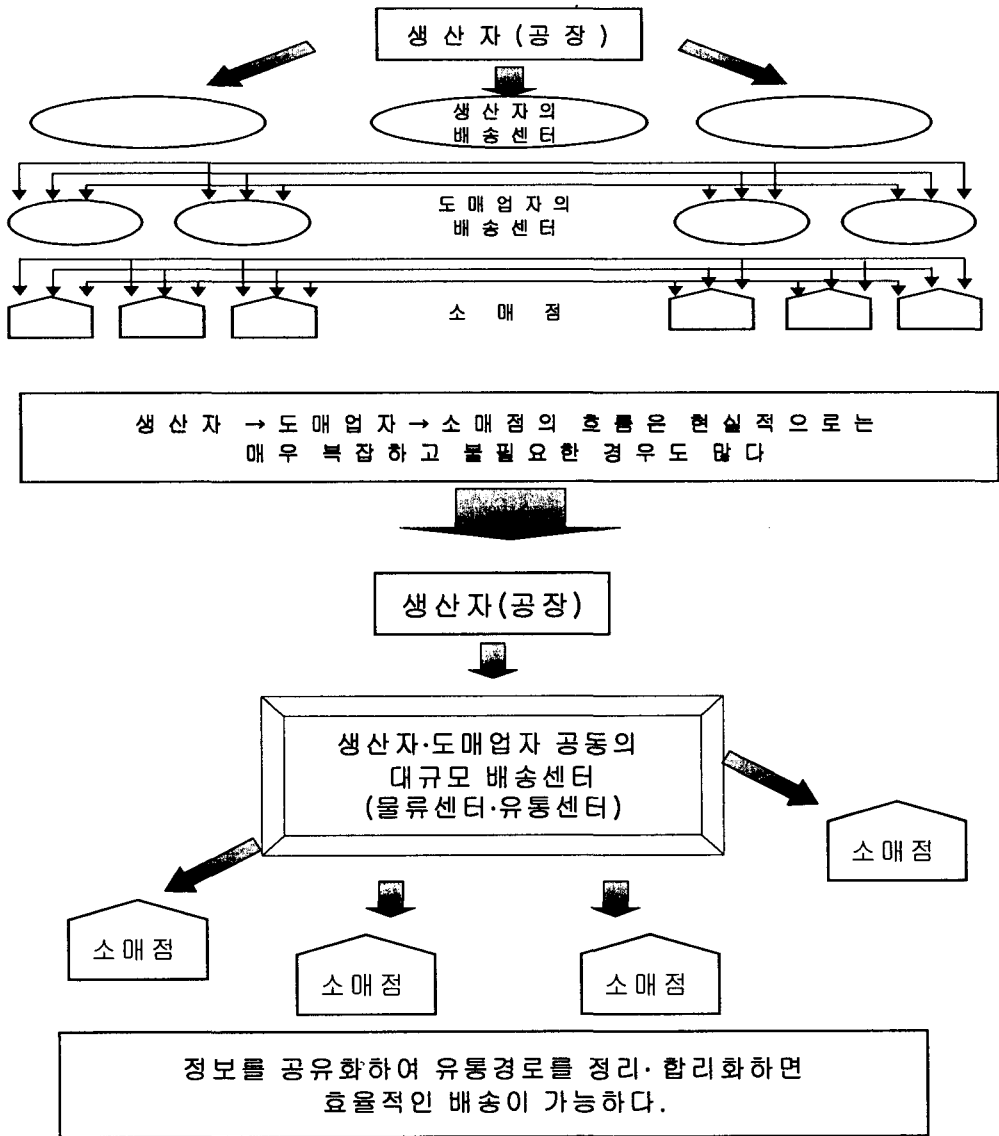 생산자(공장)
생산자의
배송센터
도매업자의
배송센터
소매점
생산자→도매업자→소매점의 흐름은 현실적으로는
매우 복잡하고 불필요한 경우도 많다
생산자(공장)
생산자·도매업자 공동의
대규모 배송센터
(물류센터·유통센터)
소매점
소매점
소매점
소매점
정보를 공유화하여 유통경로를 정리·합리화하면
효율적인 배송이 가능하다.